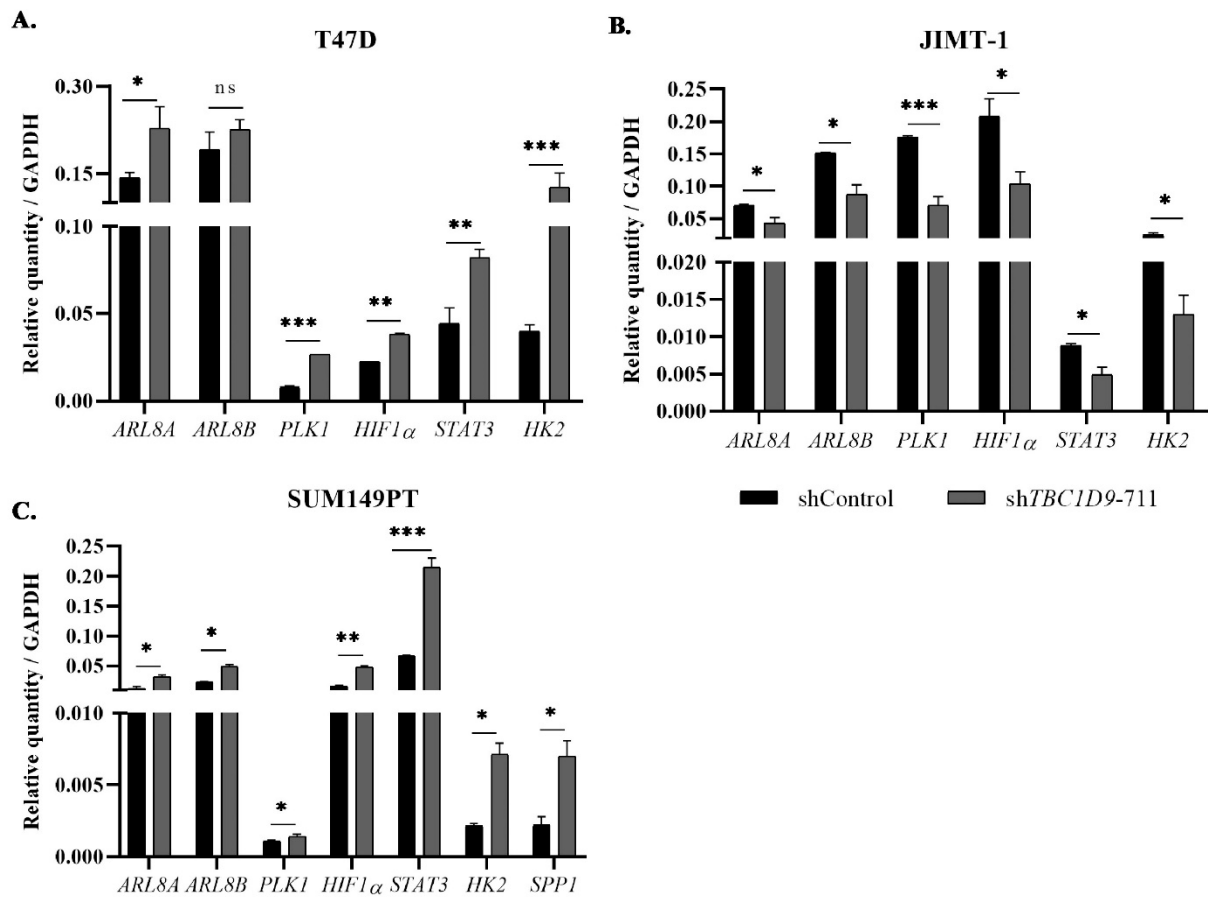 A.
T47D
Relative quantity / GAPDH
0.30
0.15
0.10
0.05
0.00
*
ns
***
**
**
***
ARL8A ARL8B PLK1 HIF1α STAT3 HK2
B.
JIMT-1
Relative quantity / GAPDH
0.25
0.20
0.15
0.10
0.05
0.020
0.015
0.010
0.005
0.000
*
*
***
*
*
*
ARL8A ARL8B PLK1 HIF1α STAT3 HK2
shControl shTBC1D9-711
C.
SUM149PT
Relative quantity / GAPDH
0.25
0.20
0.15
0.10
0.05
0.010
0.005
0.000
*
*
*
**
***
*
*
ARL8A ARL8B PLK1 HIF1α STAT3 HK2 SPP1